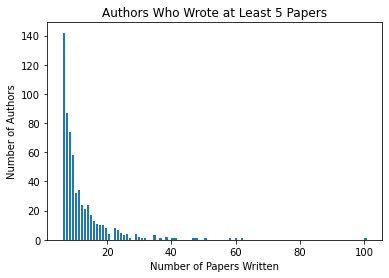 Authors Who Wrote at Least 5 Papers
Number of Authors
140
120
100
80
60
40
20
0
20 40 60 80 100
Number of Papers Written